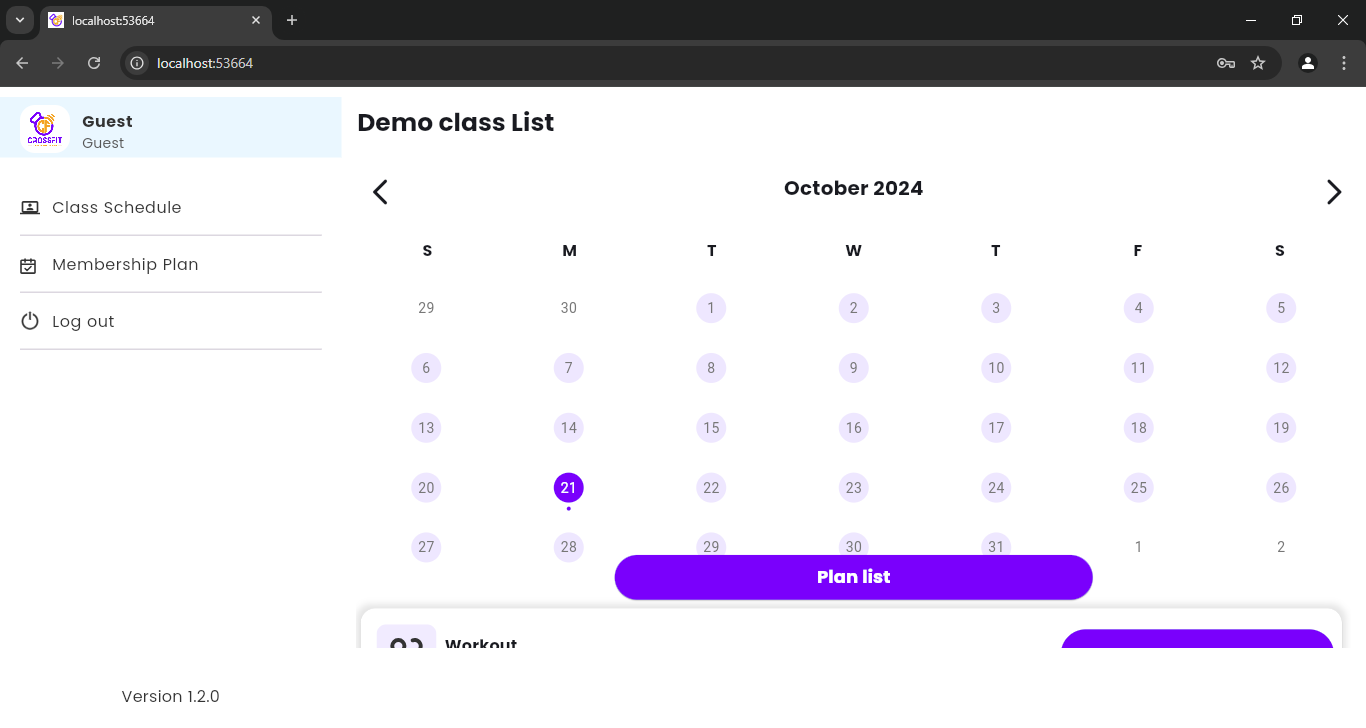 localhost:53664
localhost:53664
Guest
Guest
CROSSFIT
Class Schedule
Membership Plan
Log out
Version 1.2.0
Demo class List
October 2024
S M T W T F S
29 30 1 2 3 4 5
6 7 8 9 10 11 12
13 14 15 16 17 18 19
20 21 22 23 24 25 26
27 28 29 30 31 1 2
Plan list
Workout